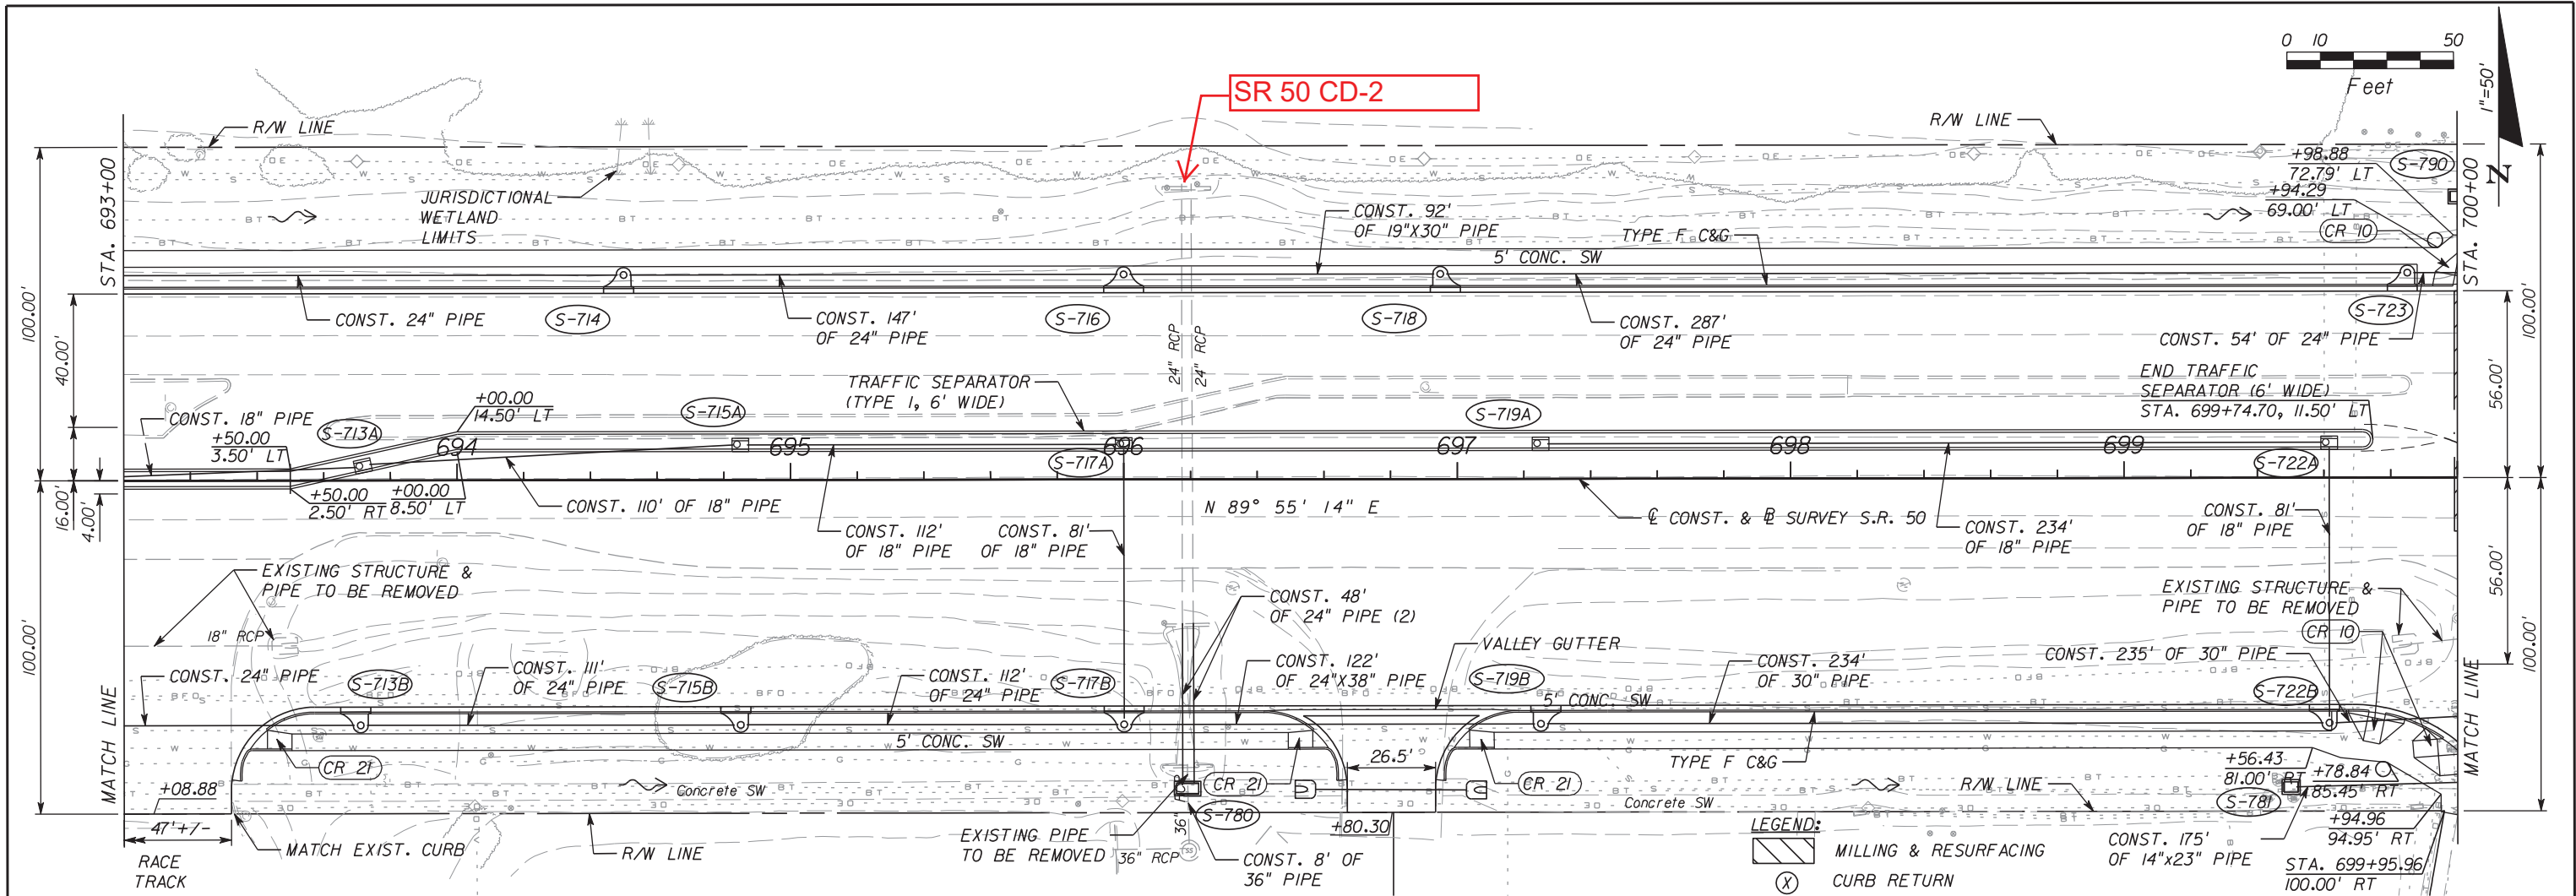 0 10 50
Feet
1"=50'
N
SR 50 CD-2
R/W LINE
R/W LINE
STA. 693+00
STA. 700+00
+98.88
72.79' LT
S-790
+94.29
69.00' LT
CR 10
JURISDICTIONAL
WETLAND
LIMITS
CONST. 92'
OF 19"X30" PIPE
TYPE F C&G
5' CONC. SW
100.00'
40.00'
16.00'
4.00'
100.00'
100.00'
56.00'
56.00'
100.00'
CONST. 24" PIPE
S-714
CONST. 147'
OF 24" PIPE
S-716
24" RCP
24" RCP
S-718
CONST. 287'
OF 24" PIPE
S-723
CONST. 54' OF 24" PIPE
TRAFFIC SEPARATOR
(TYPE 1, 6' WIDE)
END TRAFFIC
SEPARATOR (6' WIDE)
STA. 699+74.70, 11.50' LT
CONST. 18" PIPE
+50.00
3.50' LT
S-713A
+00.00
14.50' LT
S-715A
S-717A
S-719A
S-722A
694
695
696
697
698
699
+50.00
2.50' RT
+00.00
8.50' LT
CONST. 110' OF 18" PIPE
CONST. 112'
OF 18" PIPE
CONST. 81'
OF 18" PIPE
N 89° 55' 14" E
℄ CONST. & B SURVEY S.R. 50
CONST. 234'
OF 18" PIPE
CONST. 81'
OF 18" PIPE
EXISTING STRUCTURE &
PIPE TO BE REMOVED
18" RCP
CONST. 48'
OF 24" PIPE (2)
VALLEY GUTTER
EXISTING STRUCTURE &
PIPE TO BE REMOVED
CR 10
CONST. 24" PIPE
S-713B
CONST. 111'
OF 24" PIPE
S-715B
CONST. 112'
OF 24" PIPE
S-717B
CONST. 122'
OF 24"X38" PIPE
S-719B
CONST. 234'
OF 30" PIPE
CONST. 235' OF 30" PIPE
S-722B
5' CONC. SW
5' CONC. SW
MATCH LINE
MATCH LINE
CR 21
CR 21
26.5'
CR 21
TYPE F C&G
+56.43
81.00' RT
+78.84
85.45' RT
+08.88
Concrete SW
Concrete SW
R/W LINE
S-780
S-781
47'+/-
RACE
TRACK
MATCH EXIST. CURB
R/W LINE
EXISTING PIPE
TO BE REMOVED
36"
36" RCP
CONST. 8' OF
36" PIPE
+80.30
+94.96
94.95' RT
STA. 699+95.96
100.00' RT
CONST. 175'
OF 14"x23" PIPE
LEGEND:
MILLING & RESURFACING
X CURB RETURN